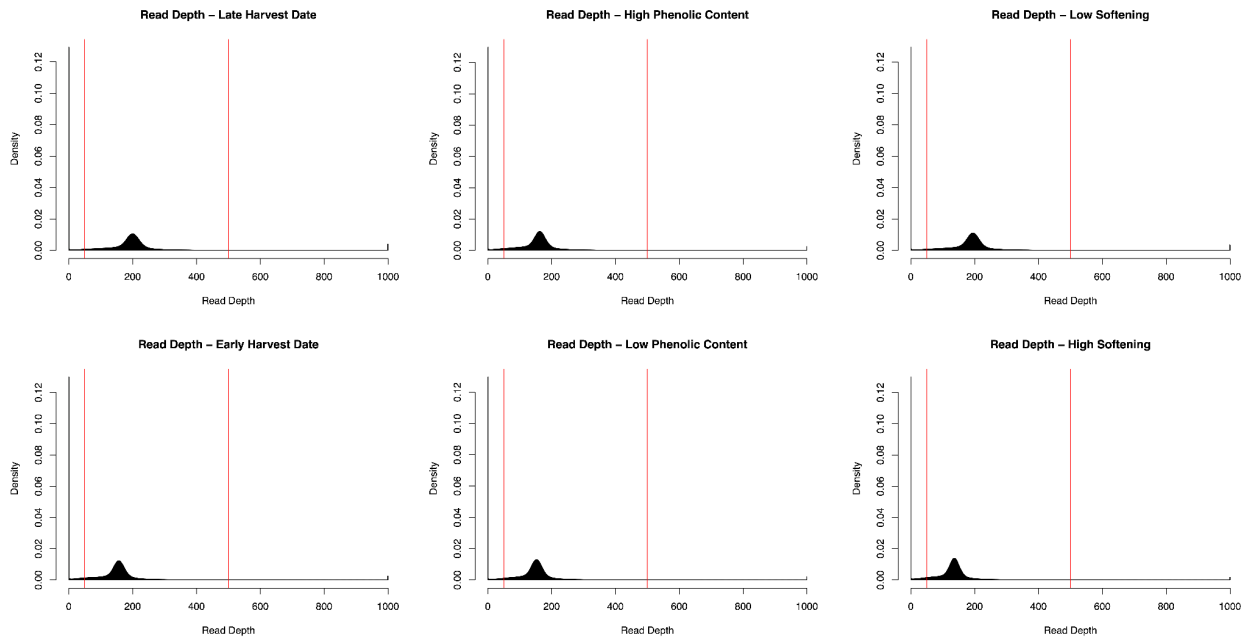 Read Depth − Late Harvest Date
Density
0.00 0.02 0.04 0.06 0.08 0.10 0.12
0 200 400 600 800 1000
Read Depth
Read Depth − High Phenolic Content
Density
0.00 0.02 0.04 0.06 0.08 0.10 0.12
0 200 400 600 800 1000
Read Depth
Read Depth − Low Softening
Density
0.00 0.02 0.04 0.06 0.08 0.10 0.12
0 200 400 600 800 1000
Read Depth
Read Depth − Early Harvest Date
Density
0.00 0.02 0.04 0.06 0.08 0.10 0.12
0 200 400 600 800 1000
Read Depth
Read Depth − Low Phenolic Content
Density
0.00 0.02 0.04 0.06 0.08 0.10 0.12
0 200 400 600 800 1000
Read Depth
Read Depth − High Softening
Density
0.00 0.02 0.04 0.06 0.08 0.10 0.12
0 200 400 600 800 1000
Read Depth